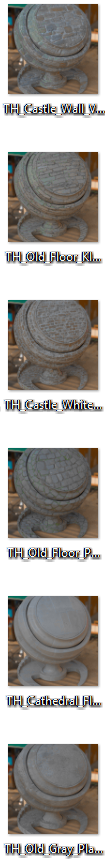 TH_Castle_Wall_V...
TH_Old_Floor_Kl...
TH_Castle_White...
TH_Old_Floor_P...
TH_Cathedral_Fl...
TH_Old_Gray_Pla...